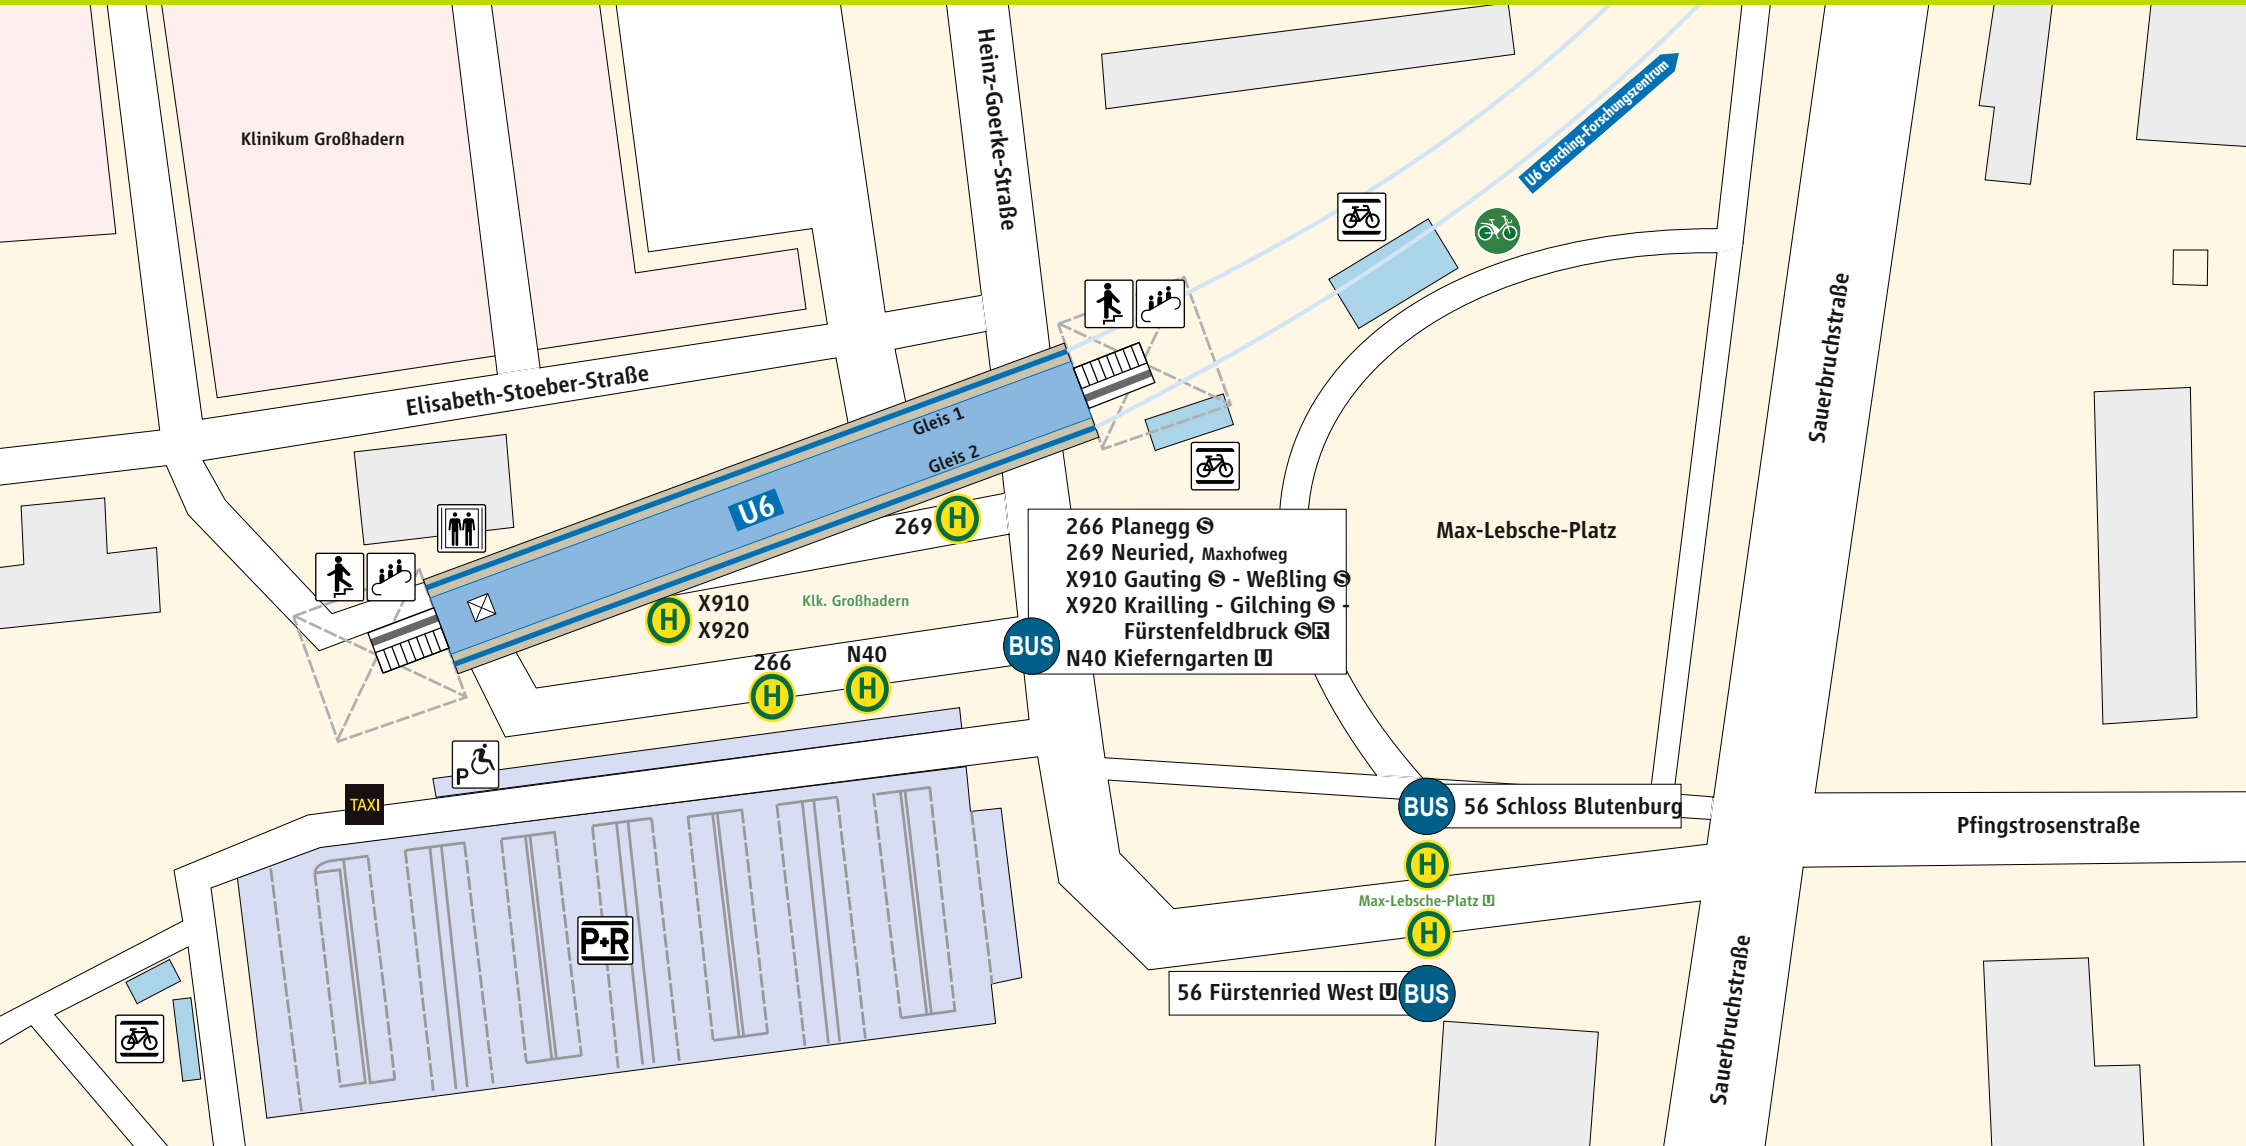 Heinz-Goerke-Straße
U6 Garching-Forschungszentrum
Klinikum Großhadern
Elisabeth-Stoeber-Straße
Sauerbruchstraße
Gleis 1
Gleis 2
U6
269 H
266 Planegg S
269 Neuried, Maxhofweg
X910 Gauting S - Weßling S
X920 Krailling - Gilching S -
Fürstenfeldbruck S R
N40 Kieferngarten U
BUS
Max-Lebsche-Platz
H X910
X920
Klk. Großhadern
266
H
N40
H
P
TAXI
BUS 56 Schloss Blutenburg
Pfingstrosenstraße
H
Max-Lebsche-Platz U
H
P+R
56 Fürstenried West U BUS
Sauerbruchstraße